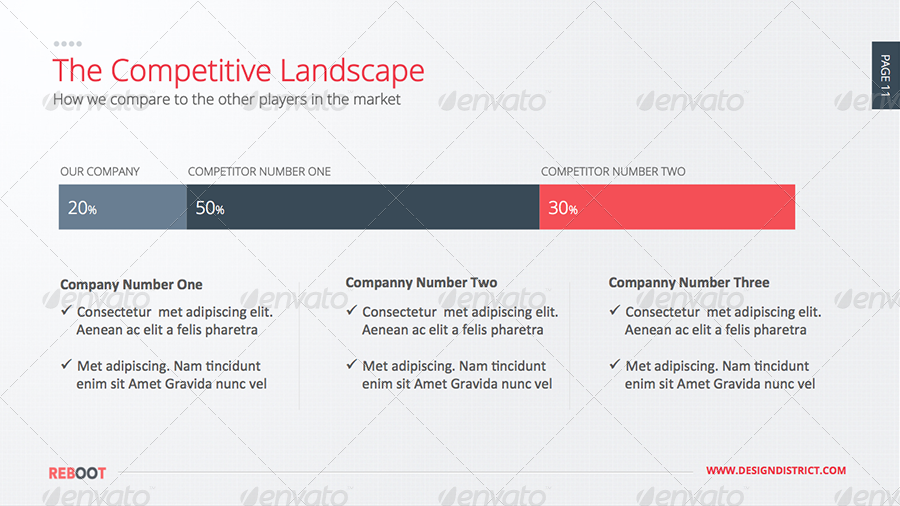 The Competitive Landscape
How we compare to the other players in the market
PAGE 11
OUR COMPANY
COMPETITOR NUMBER ONE
COMPETITOR NUMBER TWO
20%
50%
30%
Company Number One
Consectetur met adipiscing elit.
Aenean ac elit a felis pharetra
Met adipiscing. Nam tincidunt
enim sit Amet Gravida nunc vel
Companny Number Two
Consectetur met adipiscing elit.
Aenean ac elit a felis pharetra
Met adipiscing. Nam tincidunt
enim sit Amet Gravida nunc vel
Companny Number Three
Consectetur met adipiscing elit.
Aenean ac elit a felis pharetra
Met adipiscing. Nam tincidunt
enim sit Amet Gravida nunc vel
REBOOT
WWW.DESIGNDISTRICT.COM
envatoPAGE
envato
envato
envato
envato